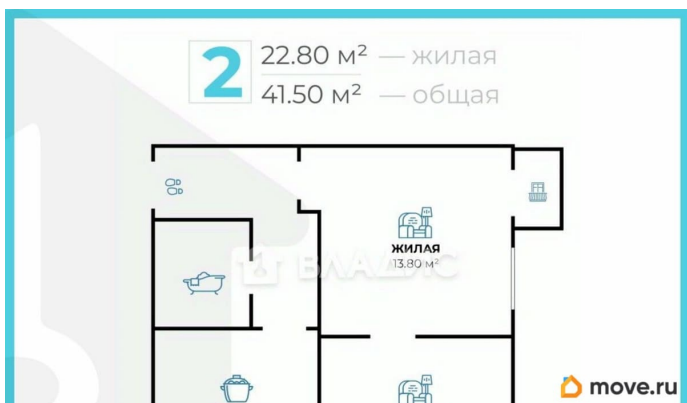 2
22.80 м² — жилая
41.50 м² — общая
ЖИЛАЯ
13.80 м²
ВЛАДИС
move.ru